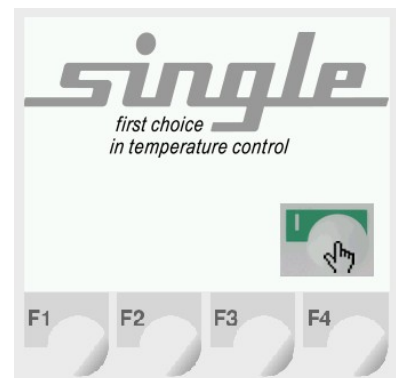 single
first choice
in temperature control
I
F1 F2 F3 F4